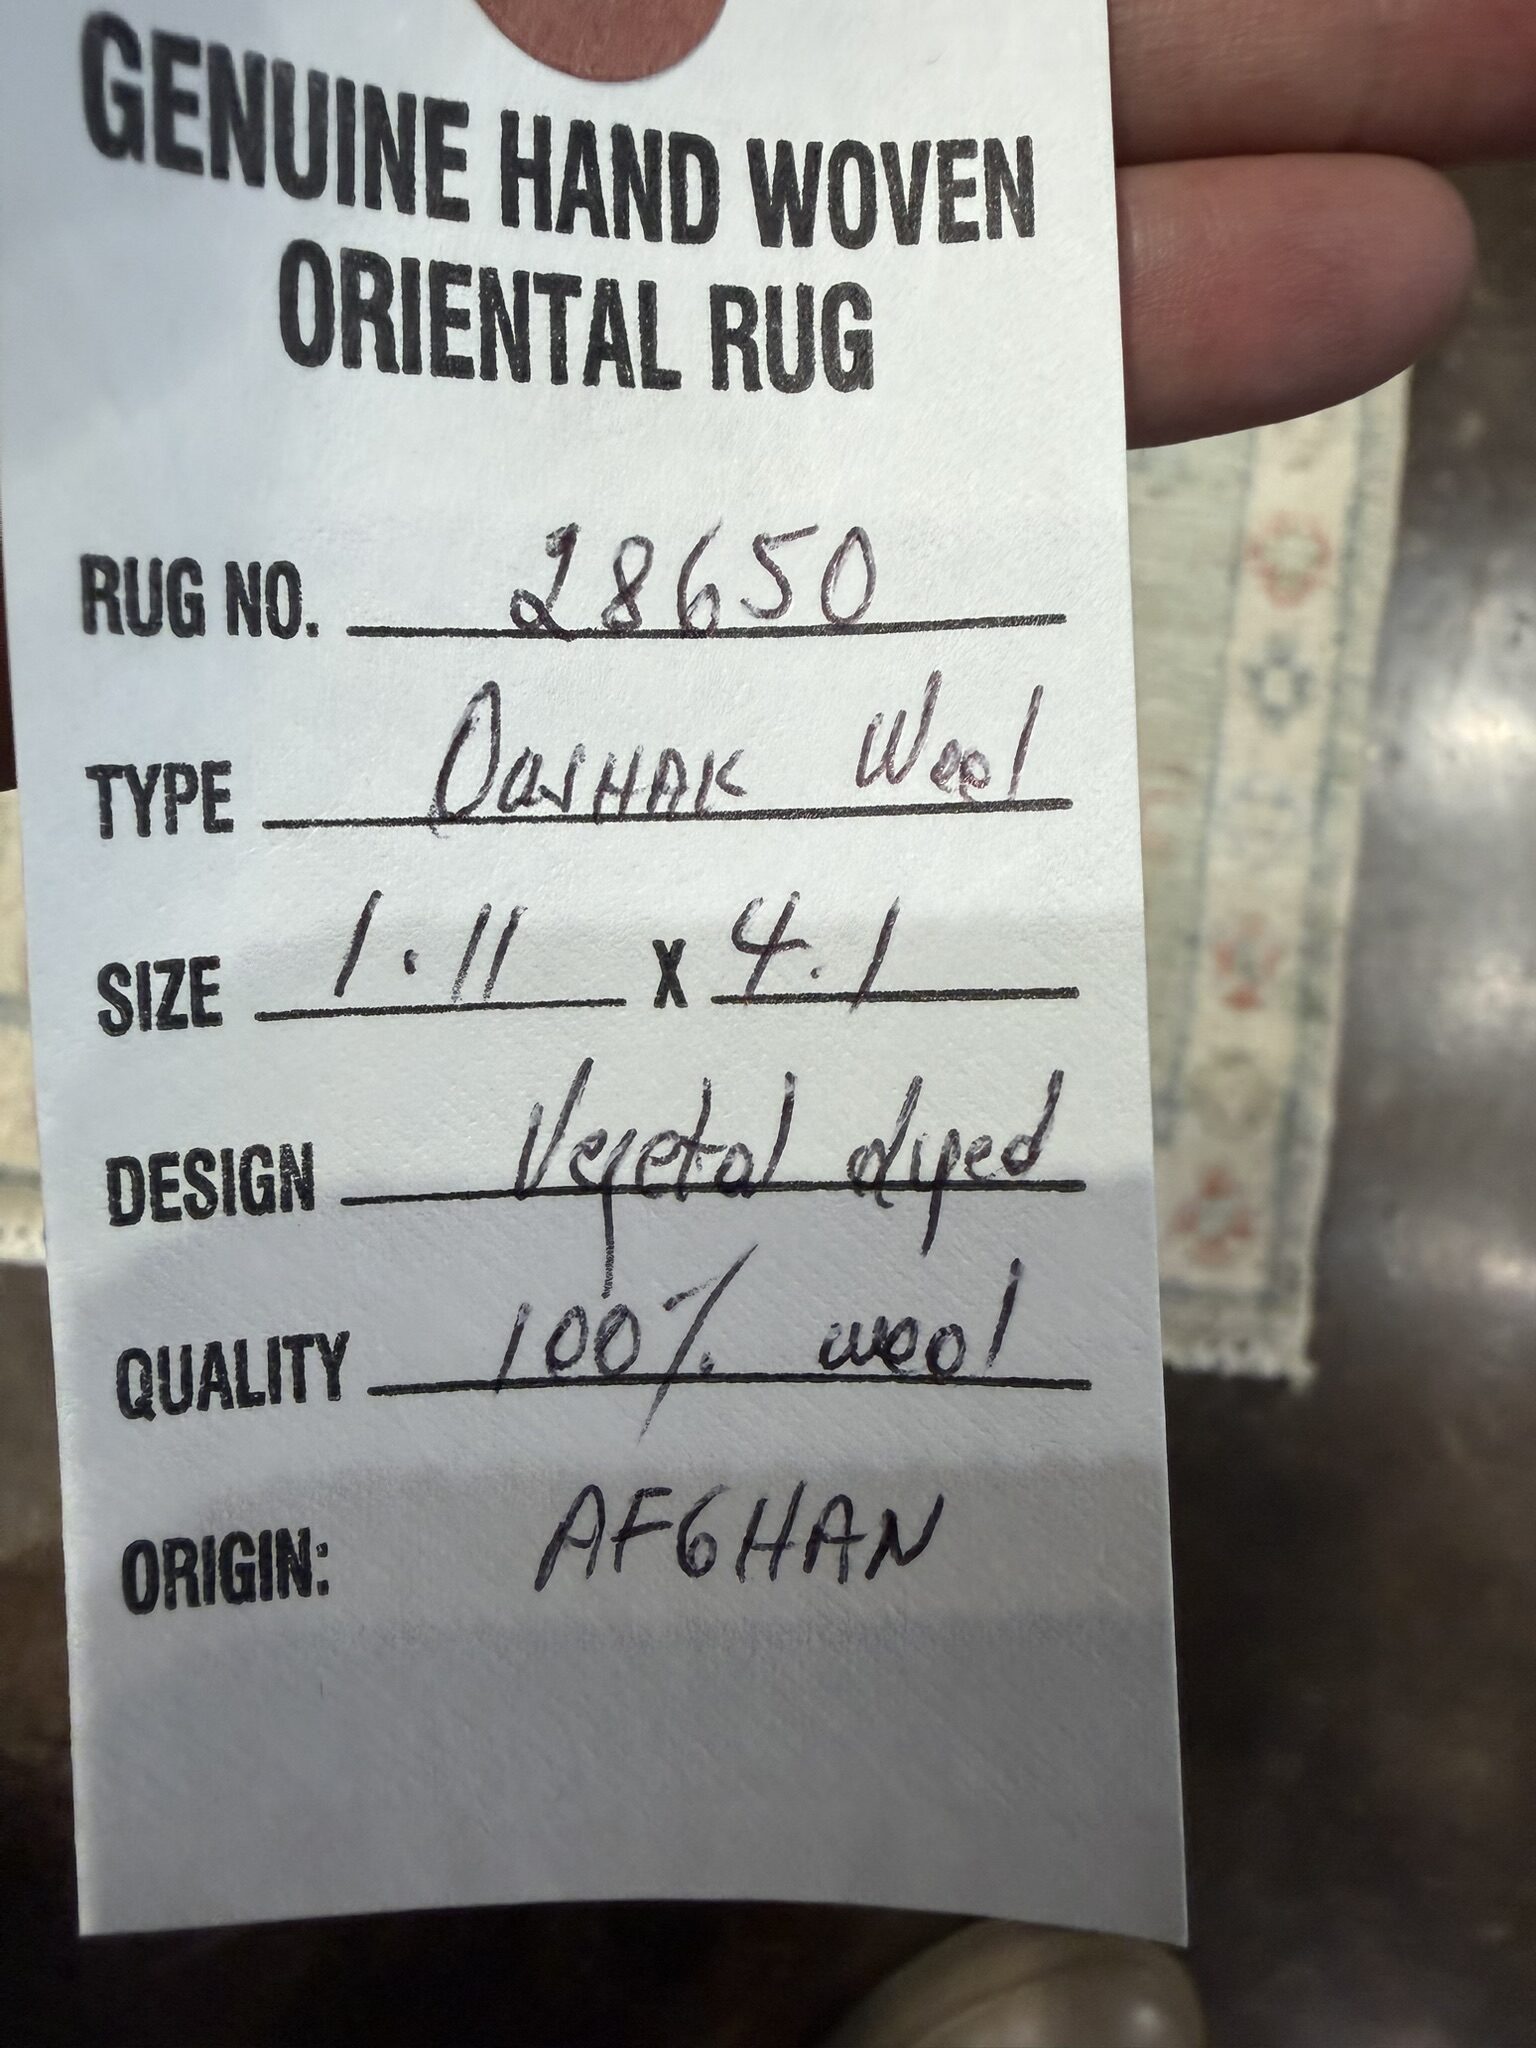 GENUINE HAND WOVEN
ORIENTAL RUG
RUG NO. 28650
TYPE OUSHAK Wool
SIZE 1.11 X 4.1
DESIGN Vegetal dyed
QUALITY 100% wool
ORIGIN: AFGHAN